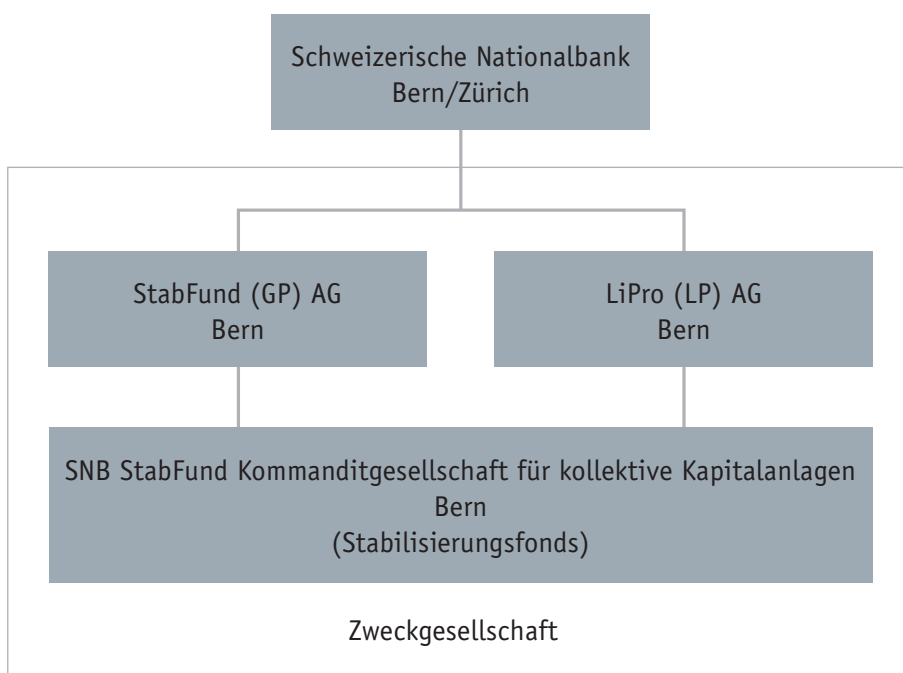 Schweizerische Nationalbank
Bern/Zürich
StabFund (GP) AG
Bern
LiPro (LP) AG
Bern
SNB StabFund Kommanditgesellschaft für kollektive Kapitalanlagen
Bern
(Stabilisierungsfonds)
Zweckgesellschaft